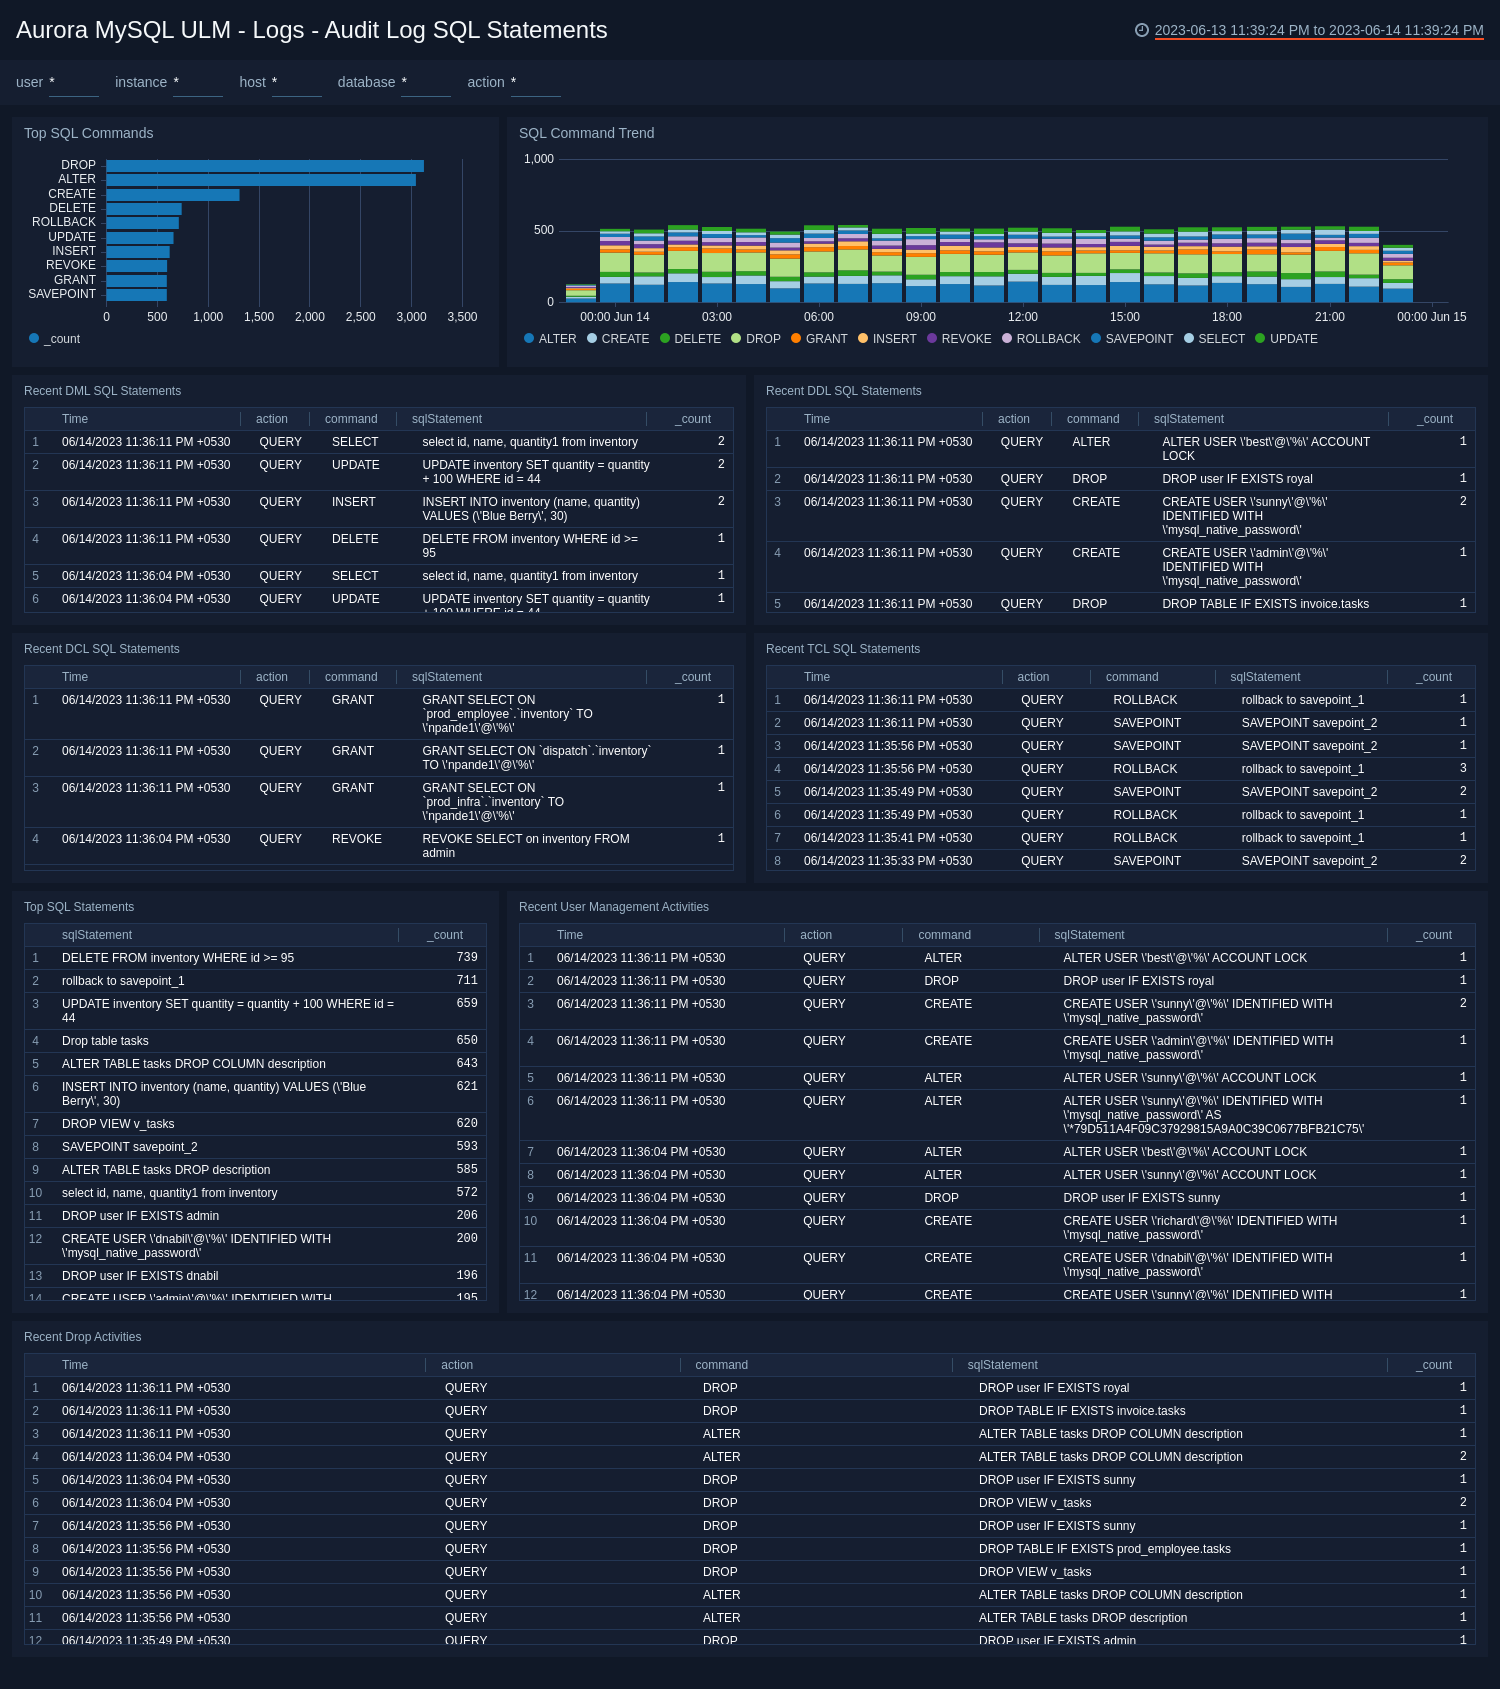 Aurora MySQL ULM - Logs - Audit Log SQL Statements
2023-06-13 11:39:24 PM to 2023-06-14 11:39:24 PM
user * instance * host * database * action *
Top SQL Commands
DROP
ALTER
CREATE
DELETE
ROLLBACK
UPDATE
INSERT
REVOKE
GRANT
SAVEPOINT
0 500 1,000 1,500 2,000 2,500 3,000 3,500
_count
SQL Command Trend
1,000
500
0
00:00 Jun 14 03:00 06:00 09:00 12:00 15:00 18:00 21:00 00:00 Jun 15
ALTER CREATE DELETE DROP GRANT INSERT REVOKE ROLLBACK SAVEPOINT SELECT UPDATE
Recent DML SQL Statements
Time action command sqlStatement _count
1 06/14/2023 11:36:11 PM +0530 QUERY SELECT select id, name, quantity1 from inventory 2
2 06/14/2023 11:36:11 PM +0530 QUERY UPDATE UPDATE inventory SET quantity = quantity 2
+ 100 WHERE id = 44
3 06/14/2023 11:36:11 PM +0530 QUERY INSERT INSERT INTO inventory (name, quantity) 2
VALUES (\'Blue Berry\', 30)
4 06/14/2023 11:36:11 PM +0530 QUERY DELETE DELETE FROM inventory WHERE id >= 1
95
5 06/14/2023 11:36:04 PM +0530 QUERY SELECT select id, name, quantity1 from inventory 1
6 06/14/2023 11:36:04 PM +0530 QUERY UPDATE UPDATE inventory SET quantity = quantity 1
+ 100 WHERE id = 44
Recent DDL SQL Statements
Time action command sqlStatement _count
1 06/14/2023 11:36:11 PM +0530 QUERY ALTER ALTER USER \'best\'@\'%\' ACCOUNT 1
LOCK
2 06/14/2023 11:36:11 PM +0530 QUERY DROP DROP user IF EXISTS royal 1
3 06/14/2023 11:36:11 PM +0530 QUERY CREATE CREATE USER \'sunny\'@\'%\' 2
IDENTIFIED WITH
\'mysql_native_password\'
4 06/14/2023 11:36:11 PM +0530 QUERY CREATE CREATE USER \'admin\'@\'%\' 1
IDENTIFIED WITH
\'mysql_native_password\'
5 06/14/2023 11:36:11 PM +0530 QUERY DROP DROP TABLE IF EXISTS invoice.tasks 1
Recent DCL SQL Statements
Time action command sqlStatement _count
1 06/14/2023 11:36:11 PM +0530 QUERY GRANT GRANT SELECT ON 1
`prod_employee`.`inventory` TO
\'npande1\'@\'%\'
2 06/14/2023 11:36:11 PM +0530 QUERY GRANT GRANT SELECT ON `dispatch`.`inventory` 1
TO \'npande1\'@\'%\'
3 06/14/2023 11:36:11 PM +0530 QUERY GRANT GRANT SELECT ON 1
`prod_infra`.`inventory` TO
\'npande1\'@\'%\'
4 06/14/2023 11:36:04 PM +0530 QUERY REVOKE REVOKE SELECT on inventory FROM 1
admin
Recent TCL SQL Statements
Time action command sqlStatement _count
1 06/14/2023 11:36:11 PM +0530 QUERY ROLLBACK rollback to savepoint_1 1
2 06/14/2023 11:36:11 PM +0530 QUERY SAVEPOINT SAVEPOINT savepoint_2 1
3 06/14/2023 11:35:56 PM +0530 QUERY SAVEPOINT SAVEPOINT savepoint_2 1
4 06/14/2023 11:35:56 PM +0530 QUERY ROLLBACK rollback to savepoint_1 3
5 06/14/2023 11:35:49 PM +0530 QUERY SAVEPOINT SAVEPOINT savepoint_2 2
6 06/14/2023 11:35:49 PM +0530 QUERY ROLLBACK rollback to savepoint_1 1
7 06/14/2023 11:35:41 PM +0530 QUERY ROLLBACK rollback to savepoint_1 1
8 06/14/2023 11:35:33 PM +0530 QUERY SAVEPOINT SAVEPOINT savepoint_2 2
Top SQL Statements
sqlStatement _count
1 DELETE FROM inventory WHERE id >= 95 739
2 rollback to savepoint_1 711
3 UPDATE inventory SET quantity = quantity + 100 WHERE id = 659
44
4 Drop table tasks 650
5 ALTER TABLE tasks DROP COLUMN description 643
6 INSERT INTO inventory (name, quantity) VALUES (\'Blue 621
Berry\', 30)
7 DROP VIEW v_tasks 620
8 SAVEPOINT savepoint_2 593
9 ALTER TABLE tasks DROP description 585
10 select id, name, quantity1 from inventory 572
11 DROP user IF EXISTS admin 206
12 CREATE USER \'dnabil\'@\'%\' IDENTIFIED WITH 200
\'mysql_native_password\'
13 DROP user IF EXISTS dnabil 196
14 CREATE USER \'admin\'@\'%\' IDENTIFIED WITH 195
Recent User Management Activities
Time action command sqlStatement _count
1 06/14/2023 11:36:11 PM +0530 QUERY ALTER ALTER USER \'best\'@\'%\' ACCOUNT LOCK 1
2 06/14/2023 11:36:11 PM +0530 QUERY DROP DROP user IF EXISTS royal 1
3 06/14/2023 11:36:11 PM +0530 QUERY CREATE CREATE USER \'sunny\'@\'%\' IDENTIFIED WITH 2
\'mysql_native_password\'
4 06/14/2023 11:36:11 PM +0530 QUERY CREATE CREATE USER \'admin\'@\'%\' IDENTIFIED WITH 1
\'mysql_native_password\'
5 06/14/2023 11:36:11 PM +0530 QUERY ALTER ALTER USER \'sunny\'@\'%\' ACCOUNT LOCK 1
6 06/14/2023 11:36:11 PM +0530 QUERY ALTER ALTER USER \'sunny\'@\'%\' IDENTIFIED WITH 1
\'mysql_native_password\' AS
\'*79D511A4F09C37929815A9A0C39C0677BFB21C75\'
7 06/14/2023 11:36:04 PM +0530 QUERY ALTER ALTER USER \'best\'@\'%\' ACCOUNT LOCK 1
8 06/14/2023 11:36:04 PM +0530 QUERY ALTER ALTER USER \'sunny\'@\'%\' ACCOUNT LOCK 1
9 06/14/2023 11:36:04 PM +0530 QUERY DROP DROP user IF EXISTS sunny 1
10 06/14/2023 11:36:04 PM +0530 QUERY CREATE CREATE USER \'richard\'@\'%\' IDENTIFIED WITH 1
\'mysql_native_password\'
11 06/14/2023 11:36:04 PM +0530 QUERY CREATE CREATE USER \'dnabil\'@\'%\' IDENTIFIED WITH 1
\'mysql_native_password\'
12 06/14/2023 11:36:04 PM +0530 QUERY CREATE CREATE USER \'sunny\'@\'%\' IDENTIFIED WITH 1
Recent Drop Activities
Time action command sqlStatement _count
1 06/14/2023 11:36:11 PM +0530 QUERY DROP DROP user IF EXISTS royal 1
2 06/14/2023 11:36:11 PM +0530 QUERY DROP DROP TABLE IF EXISTS invoice.tasks 1
3 06/14/2023 11:36:11 PM +0530 QUERY ALTER ALTER TABLE tasks DROP COLUMN description 1
4 06/14/2023 11:36:04 PM +0530 QUERY ALTER ALTER TABLE tasks DROP COLUMN description 2
5 06/14/2023 11:36:04 PM +0530 QUERY DROP DROP user IF EXISTS sunny 1
6 06/14/2023 11:36:04 PM +0530 QUERY DROP DROP VIEW v_tasks 2
7 06/14/2023 11:35:56 PM +0530 QUERY DROP DROP user IF EXISTS sunny 1
8 06/14/2023 11:35:56 PM +0530 QUERY DROP DROP TABLE IF EXISTS prod_employee.tasks 1
9 06/14/2023 11:35:56 PM +0530 QUERY DROP DROP VIEW v_tasks 1
10 06/14/2023 11:35:56 PM +0530 QUERY ALTER ALTER TABLE tasks DROP COLUMN description 1
11 06/14/2023 11:35:56 PM +0530 QUERY ALTER ALTER TABLE tasks DROP description 1
12 06/14/2023 11:35:49 PM +0530 QUERY DROP DROP user IF EXISTS admin 1